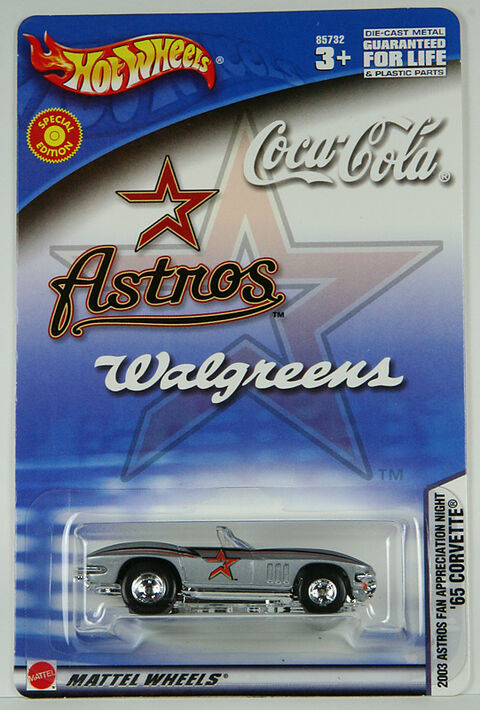 Hot Wheels®
85732
3+
DIE-CAST METAL
GUARANTEED
FOR LIFE
& PLASTIC PARTS
SPECIAL
EDITION
Coca-Cola®
Astros™
Walgreens
TM
2003 ASTROS FAN APPRECIATION NIGHT
'65 CORVETTE®
MATTEL
MATTEL WHEELS®